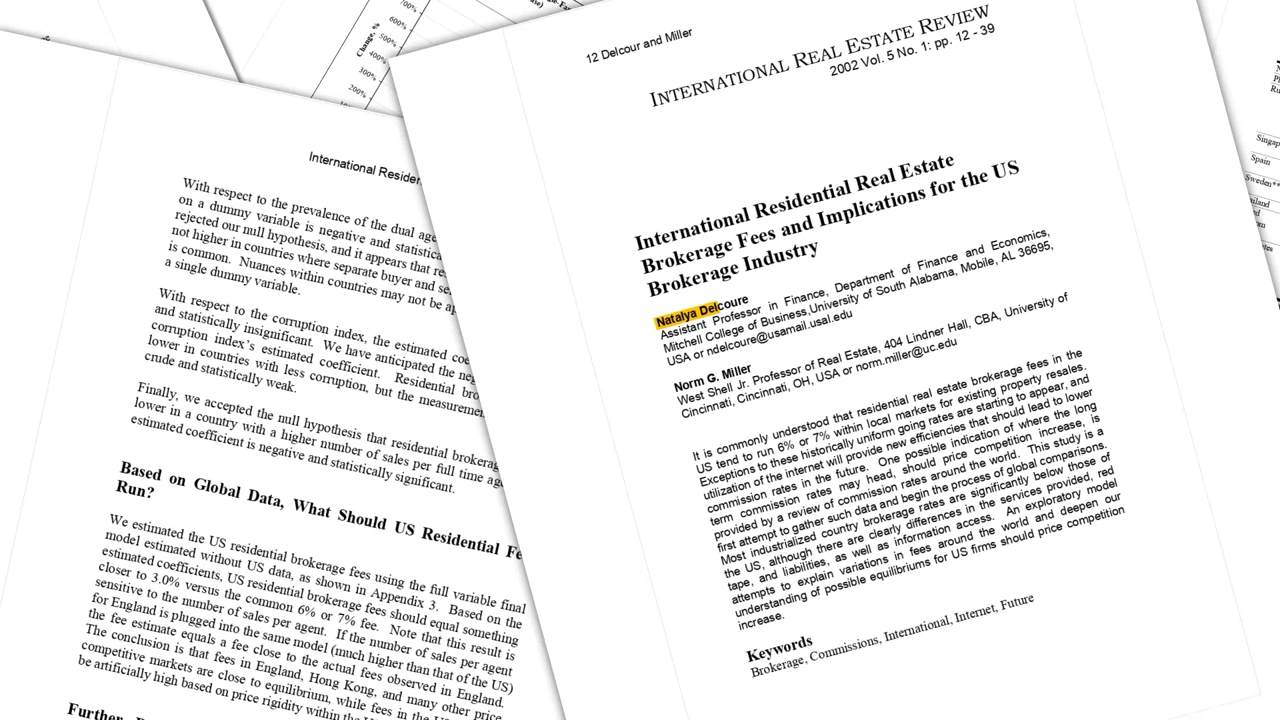 700%
600%
500%
400%
300%
200%
Change, %
International Residen
With respect to the prevalence of the dual age
on a dummy variable is negative and statistica
rejected our null hypothesis, and it appears that re
not higher in countries where separate buyer and se
is common. Nuances within countries may not be ap
a single dummy variable.
With respect to the corruption index, the estimated coe
and statistically insignificant. We have anticipated the neg
corruption index's estimated coefficient. Residential bro
lower in countries with less corruption, but the measuremen
crude and statistically weak.
Finally, we accepted the null hypothesis that residential brokerag
lower in a country with a higher number of sales per full time age
estimated coefficient is negative and statistically significant.
Based on Global Data, What Should US Residential Fe
Run?
We estimated the US residential brokerage fees using the full variable final
model estimated without US data, as shown in Appendix 3. Based on the
estimated coefficients, US residential brokerage fees should equal something
closer to 3.0% versus the common 6% or 7% fee. Note that this result is
sensitive to the number of sales per agent. If the number of sales per agent
for England is plugged into the same model (much higher than that of the US)
the fee estimate equals a fee close to the actual fees observed in England.
The conclusion is that fees in England, Hong Kong, and many other price
competitive markets are close to equilibrium, while fees in the US
be artificially high based on price rigidity within the U
Further
12 Delcour and Miller
INTERNATIONAL REAL ESTATE REVIEW
2002 Vol. 5 No. 1: pp. 12 - 39
International Residential Real Estate
Brokerage Fees and Implications for the US
Brokerage Industry
Natalya Delcoure
Assistant Professor in Finance, Department of Finance and Economics,
Mitchell College of Business,University of South Alabama, Mobile, AL 36695,
USA or ndelcoure@usamail.usal.edu
Norm G. Miller
West Shell Jr. Professor of Real Estate, 404 Lindner Hall, CBA, University of
Cincinnati, Cincinnati, OH, USA or norm.miller@uc.edu
It is commonly understood that residential real estate brokerage fees in the
US tend to run 6% or 7% within local markets for existing property resales.
Exceptions to these historically uniform going rates are starting to appear, and
utilization of the internet will provide new efficiencies that should lead to lower
commission rates in the future. One possible indication of where the long
term commission rates may head, should price competition increase, is
provided by a review of commission rates around the world. This study is a
first attempt to gather such data and begin the process of global comparisons.
Most industrialized country brokerage rates are significantly below those of
the US, although there are clearly differences in the services provided, red
tape, and liabilities, as well as information access. An exploratory model
attempts to explain variations in fees around the world and deepen our
understanding of possible equilibriums for US firms should price competition
increase.
Keywords
Brokerage, Commissions, International, Internet, Future
Ru
Singap
Spain
Sweden**